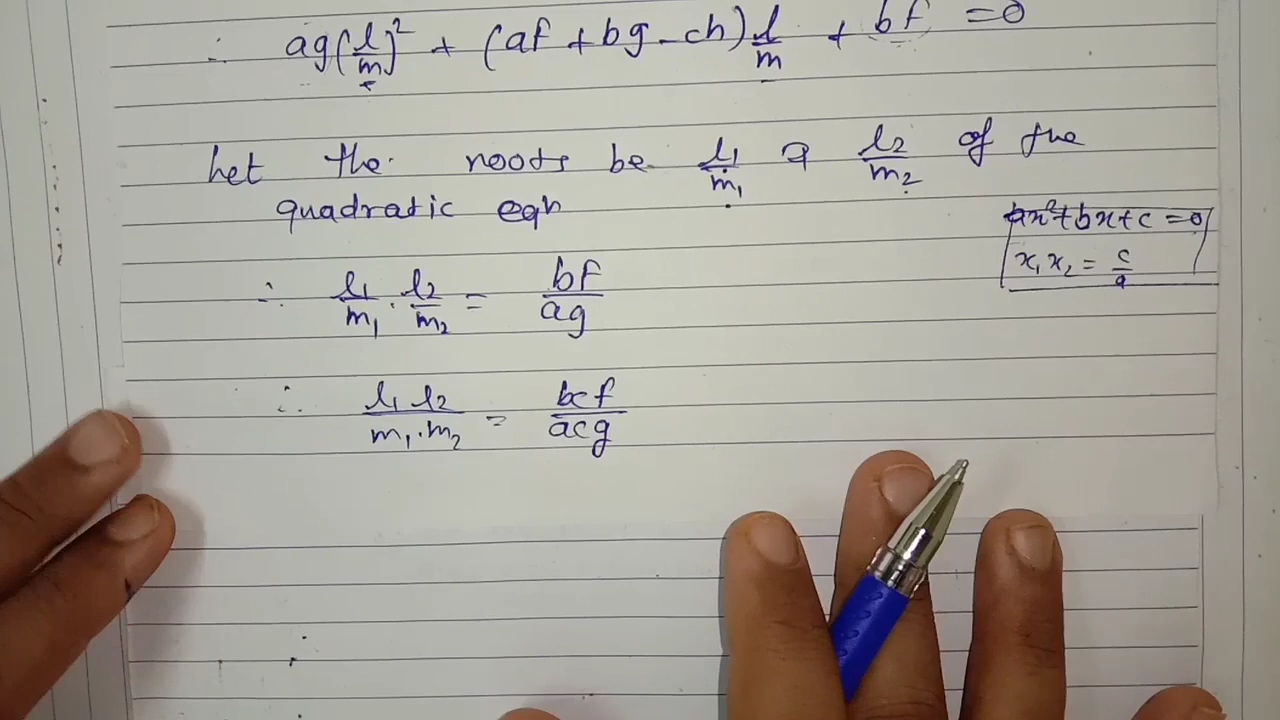 ∴ ag(l/m)² + (af + bg - ch) l/m + bf = 0
Let the roots be l₁/m₁ & l₂/m₂ of the
quadratic eqn
ax²+bx+c=0
x₁x₂ = c/a
∴ l₁/m₁ · l₂/m₂ = bf/ag
∴ l₁l₂/m₁·m₂ = bcf/acg